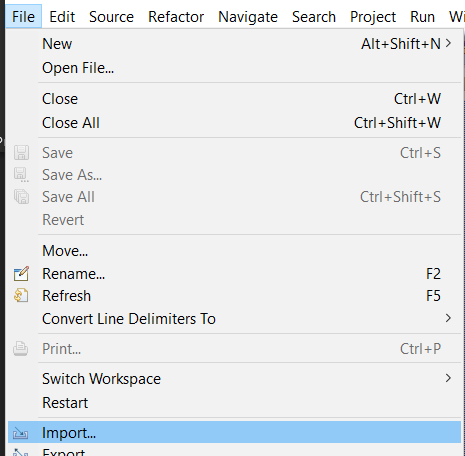 File Edit Source Refactor Navigate Search Project Run
New Alt+Shift+N
Open File...
Close Ctrl+W
Close All Ctrl+Shift+W
Save Ctrl+S
Save As...
Save All Ctrl+Shift+S
Revert
Move...
Rename... F2
Refresh F5
Convert Line Delimiters To
Print... Ctrl+P
Switch Workspace
Restart
Import...
Export